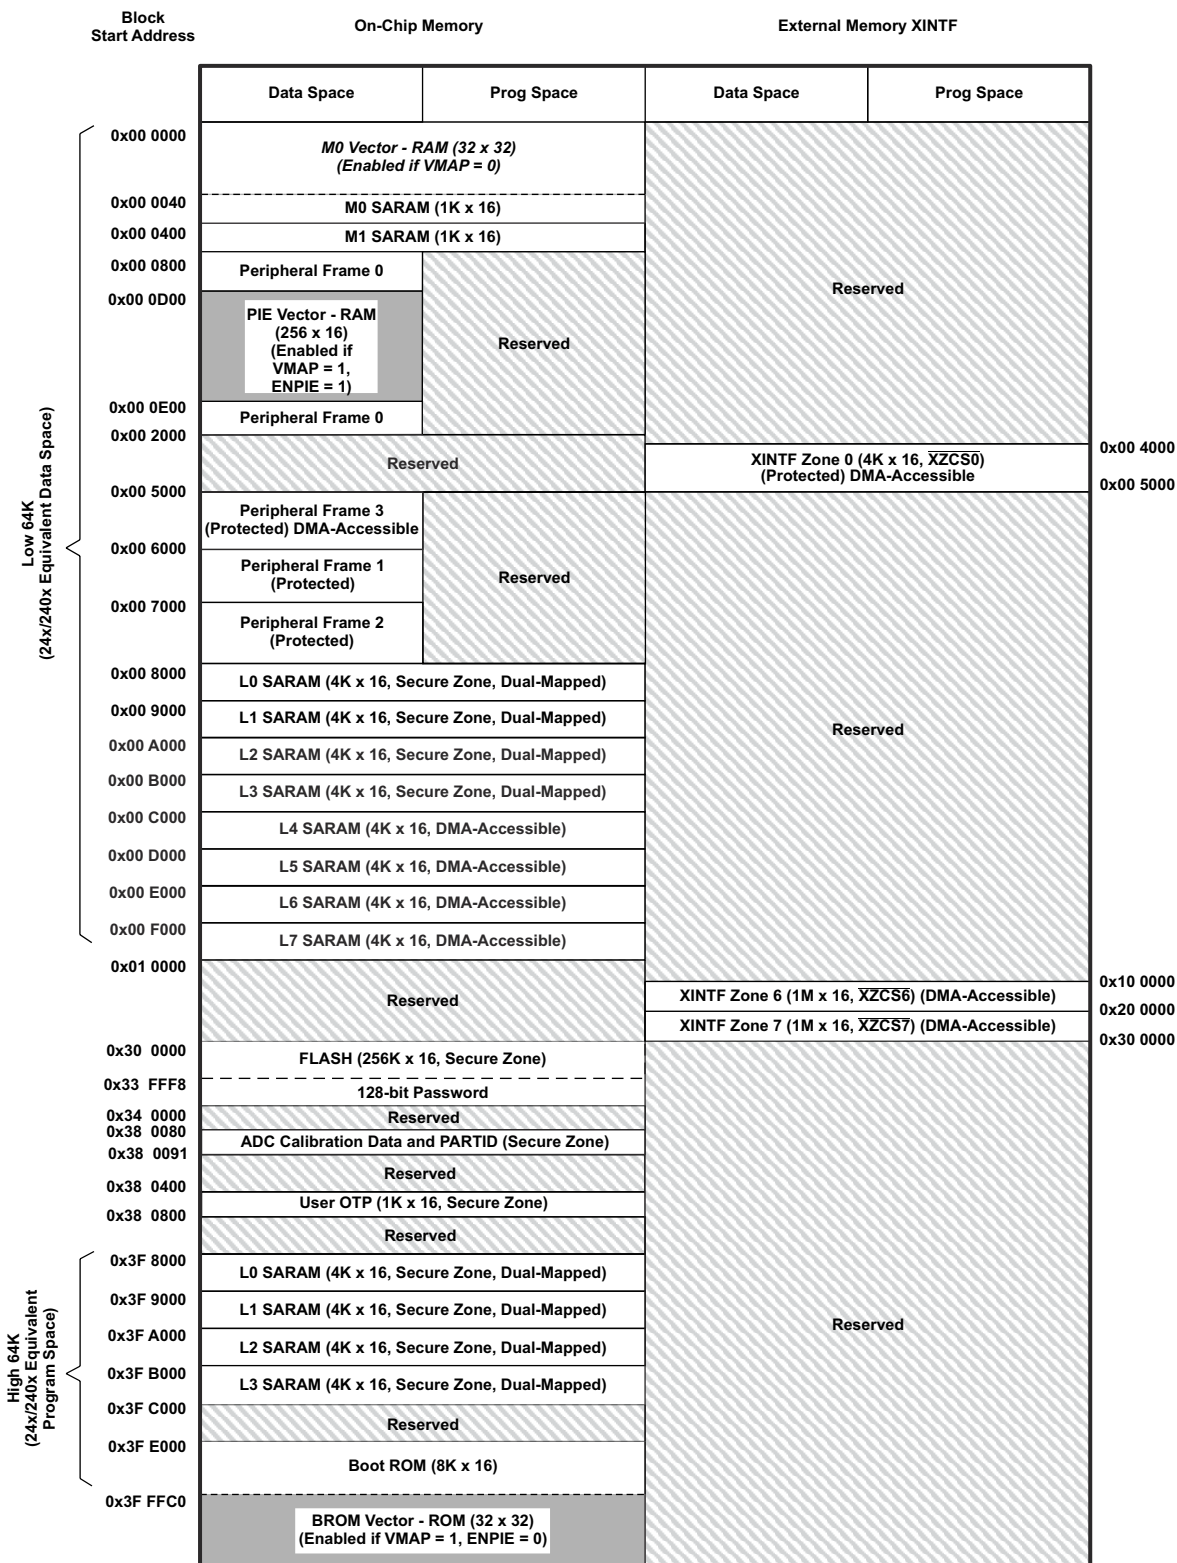 Block
Start Address
On-Chip Memory
External Memory XINTF
Data Space
Prog Space
Data Space
Prog Space
Low 64K
(24x/240x Equivalent Data Space)
0x00 0000
M0 Vector - RAM (32 x 32)
(Enabled if VMAP = 0)
0x00 0040
M0 SARAM (1K x 16)
0x00 0400
M1 SARAM (1K x 16)
0x00 0800
Peripheral Frame 0
Reserved
0x00 0D00
PIE Vector - RAM
(256 x 16)
(Enabled if
VMAP = 1,
ENPIE = 1)
Reserved
0x00 0E00
Peripheral Frame 0
0x00 2000
Reserved
XINTF Zone 0 (4K x 16, XZCS0)
(Protected) DMA-Accessible
0x00 4000
0x00 5000
0x00 5000
Peripheral Frame 3
(Protected) DMA-Accessible
0x00 6000
Peripheral Frame 1
(Protected)
Reserved
0x00 7000
Peripheral Frame 2
(Protected)
0x00 8000
L0 SARAM (4K x 16, Secure Zone, Dual-Mapped)
0x00 9000
L1 SARAM (4K x 16, Secure Zone, Dual-Mapped)
Reserved
0x00 A000
L2 SARAM (4K x 16, Secure Zone, Dual-Mapped)
0x00 B000
L3 SARAM (4K x 16, Secure Zone, Dual-Mapped)
0x00 C000
L4 SARAM (4K x 16, DMA-Accessible)
0x00 D000
L5 SARAM (4K x 16, DMA-Accessible)
0x00 E000
L6 SARAM (4K x 16, DMA-Accessible)
0x00 F000
L7 SARAM (4K x 16, DMA-Accessible)
0x01 0000
Reserved
0x10 0000
XINTF Zone 6 (1M x 16, XZCS6) (DMA-Accessible)
0x20 0000
XINTF Zone 7 (1M x 16, XZCS7) (DMA-Accessible)
0x30 0000
0x30 0000
FLASH (256K x 16, Secure Zone)
0x33 FFF8
128-bit Password
0x34 0000
Reserved
0x38 0080
ADC Calibration Data and PARTID (Secure Zone)
0x38 0091
Reserved
0x38 0400
User OTP (1K x 16, Secure Zone)
0x38 0800
Reserved
High 64K
(24x/240x Equivalent
Program Space)
0x3F 8000
L0 SARAM (4K x 16, Secure Zone, Dual-Mapped)
0x3F 9000
L1 SARAM (4K x 16, Secure Zone, Dual-Mapped)
Reserved
0x3F A000
L2 SARAM (4K x 16, Secure Zone, Dual-Mapped)
0x3F B000
L3 SARAM (4K x 16, Secure Zone, Dual-Mapped)
0x3F C000
Reserved
0x3F E000
Boot ROM (8K x 16)
0x3F FFC0
BROM Vector - ROM (32 x 32)
(Enabled if VMAP = 1, ENPIE = 0)